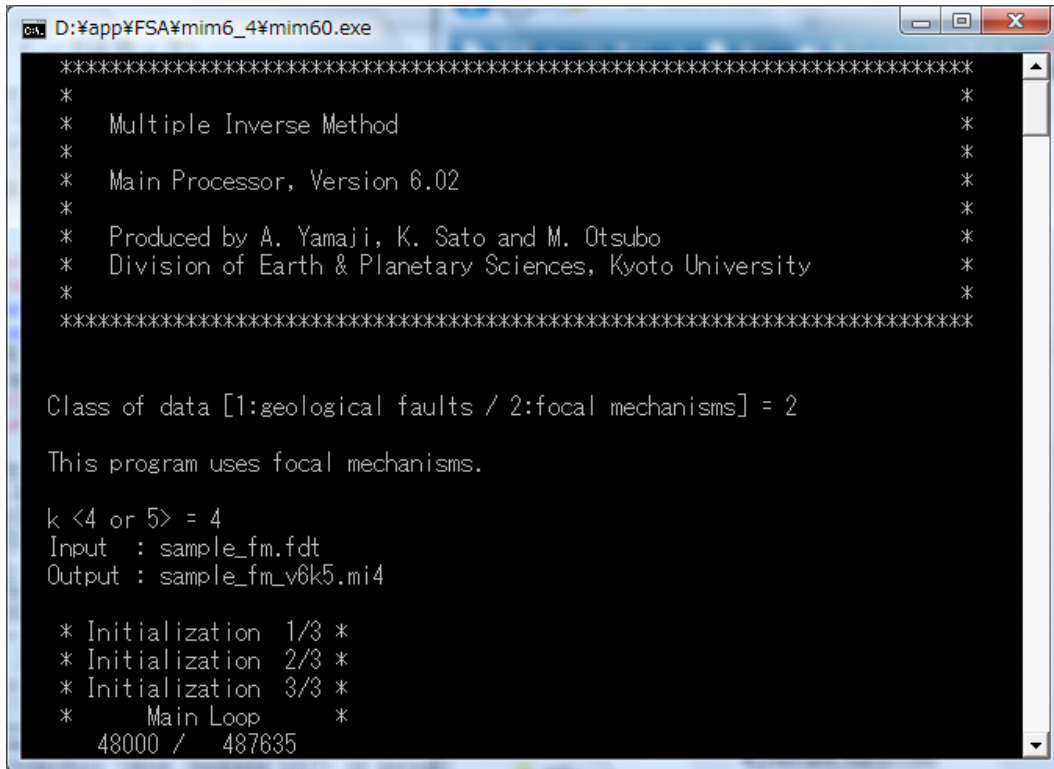 D:¥app¥FSA¥mim6_4¥mim60.exe
*************************************************************************
* *
* Multiple Inverse Method *
* *
* Main Processor, Version 6.02 *
* *
* Produced by A. Yamaji, K. Sato and M. Otsubo *
* Division of Earth & Planetary Sciences, Kyoto University *
* *
*************************************************************************
Class of data [1:geological faults / 2:focal mechanisms] = 2
This program uses focal mechanisms.
k <4 or 5> = 4
Input : sample_fm.fdt
Output : sample_fm_v6k5.mi4
* Initialization 1/3 *
* Initialization 2/3 *
* Initialization 3/3 *
* Main Loop *
48000 / 487635